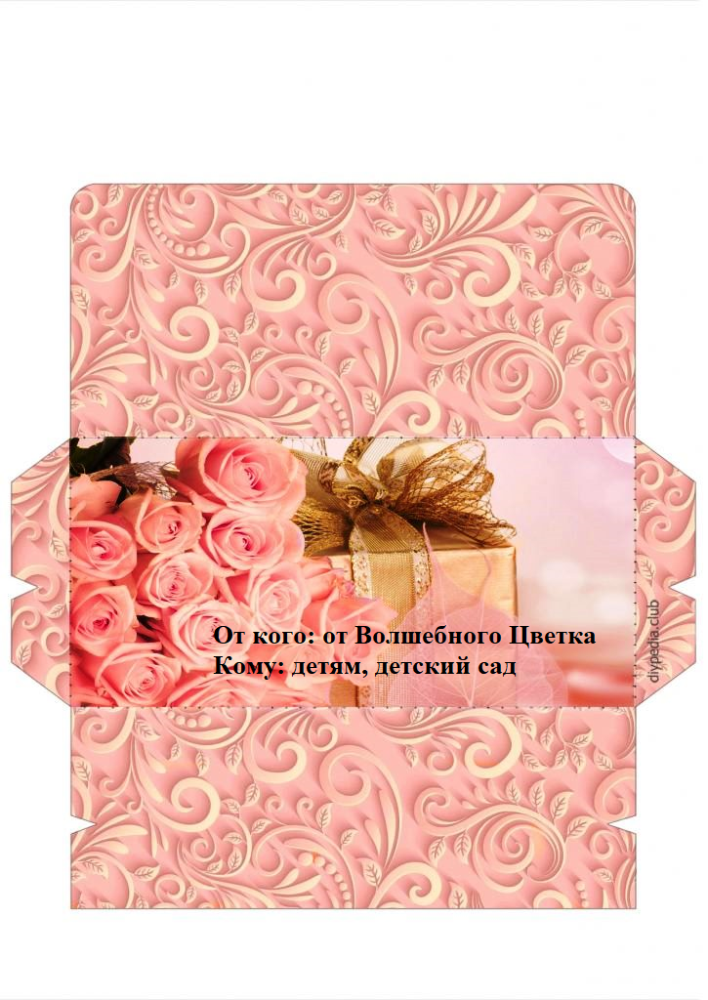 От кого: от Волшебного Цветка
Кому: детям, детский сад
diypedia.club